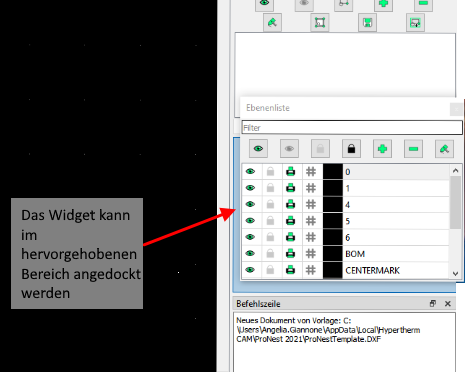 Ebenenliste
Filter
0
1
4
5
6
BOM
CENTERMARK
Das Widget kann
im
hervorgehobenen
Bereich angedockt
werden
Befehlszeile
Neues Dokument von Vorlage: C:
\Users\Angelia.Giannone\AppData\Local\Hypertherm
CAM\ProNest 2021\ProNestTemplate.DXF